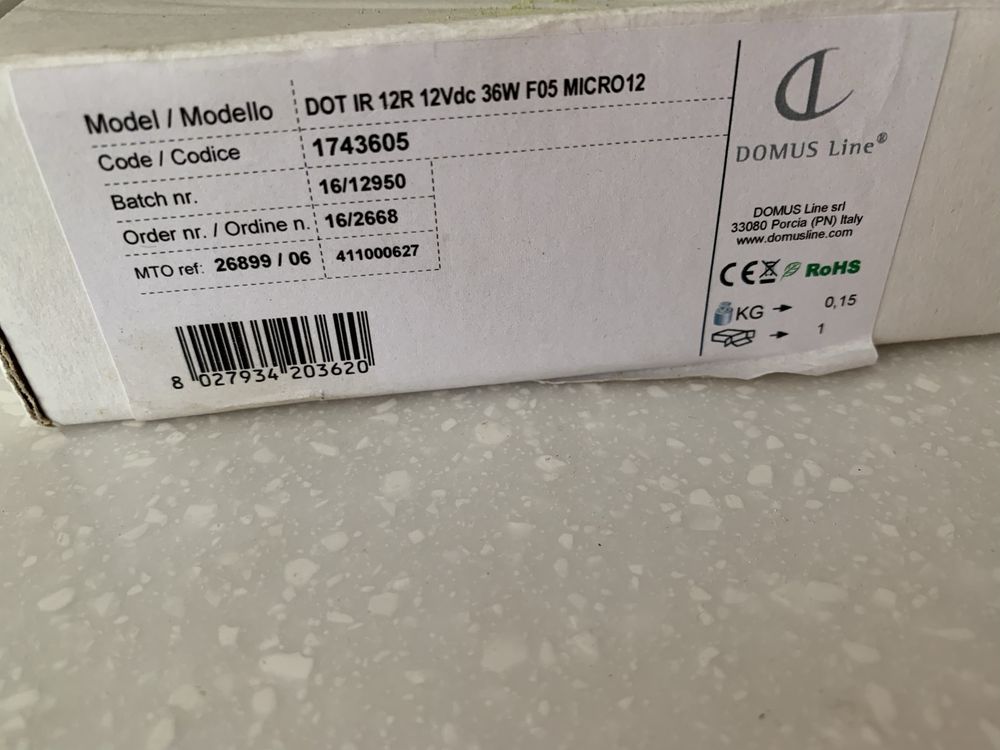 Model / Modello DOT IR 12R 12Vdc 36W F05 MICRO12
Code / Codice 1743605
Batch nr. 16/12950
Order nr. / Ordine n. 16/2668
MTO ref: 26899 / 06 411000627
8 027934 203620
DOMUS Line®
DOMUS Line srl
33080 Porcia (PN) Italy
www.domusline.com
CE RoHS
KG → 0,15
→ 1